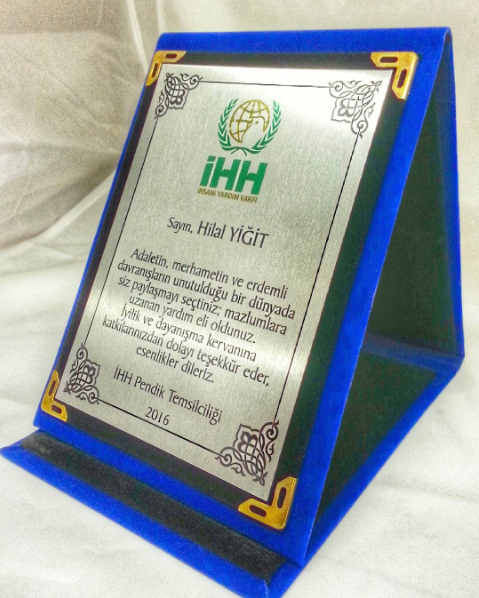 iHH
İNSANİ YARDIM VAKFI
Sayın, Hilal YİĞİT
Adaletin, merhametin ve erdemli
davranışların unutulduğu bir dünyada
siz paylaşmayı seçtiniz; mazlumlara
uzanan yardım eli oldunuz.
İyilik ve dayanışma kervanına
katkılarınızdan dolayı teşekkür eder,
esenlikler dileriz.
İHH Pendik Temsilciliği
2016